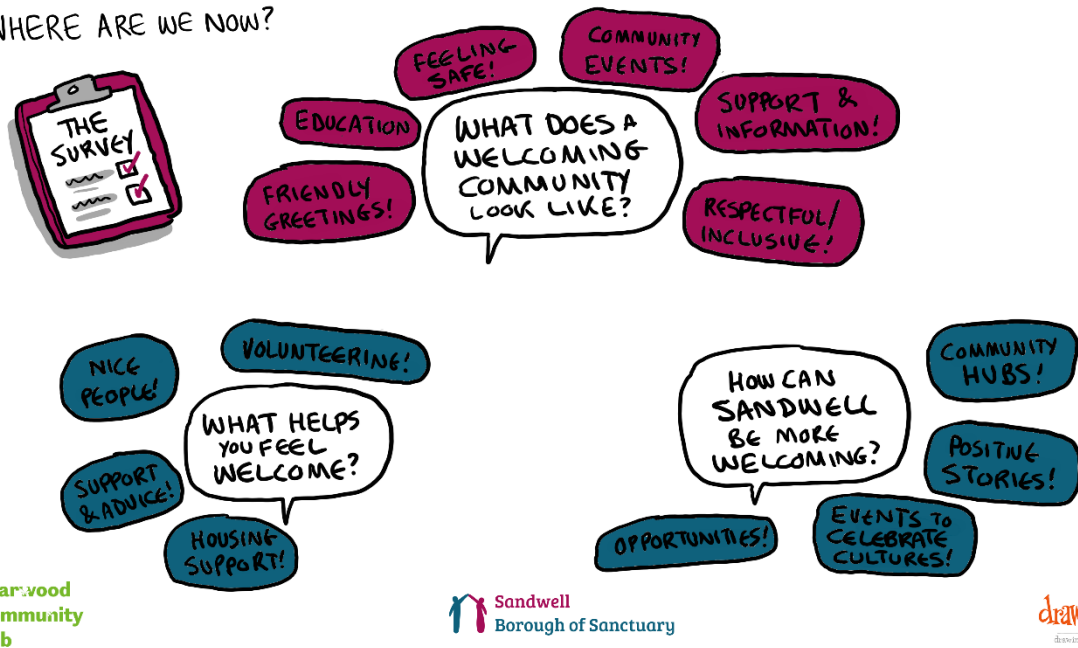 WHERE ARE WE NOW?
THE
SURVEY
FEELING
SAFE!
COMMUNITY
EVENTS!
EDUCATION
SUPPORT &
INFORMATION!
FRIENDLY
GREETINGS!
RESPECTFUL/
INCLUSIVE!
WHAT DOES A
WELCOMING
COMMUNITY
LOOK LIKE?
NICE
PEOPLE!
VOLUNTEERING!
WHAT HELPS
YOU FEEL
WELCOME?
SUPPORT
& ADVICE!
HOUSING
SUPPORT!
HOW CAN
SANDWELL
BE MORE
WELCOMING?
COMMUNITY
HUBS!
POSITIVE
STORIES!
OPPORTUNITIES!
EVENTS TO
CELEBRATE
CULTURES!
arwood
mmunity
b
Sandwell
Borough of Sanctuary